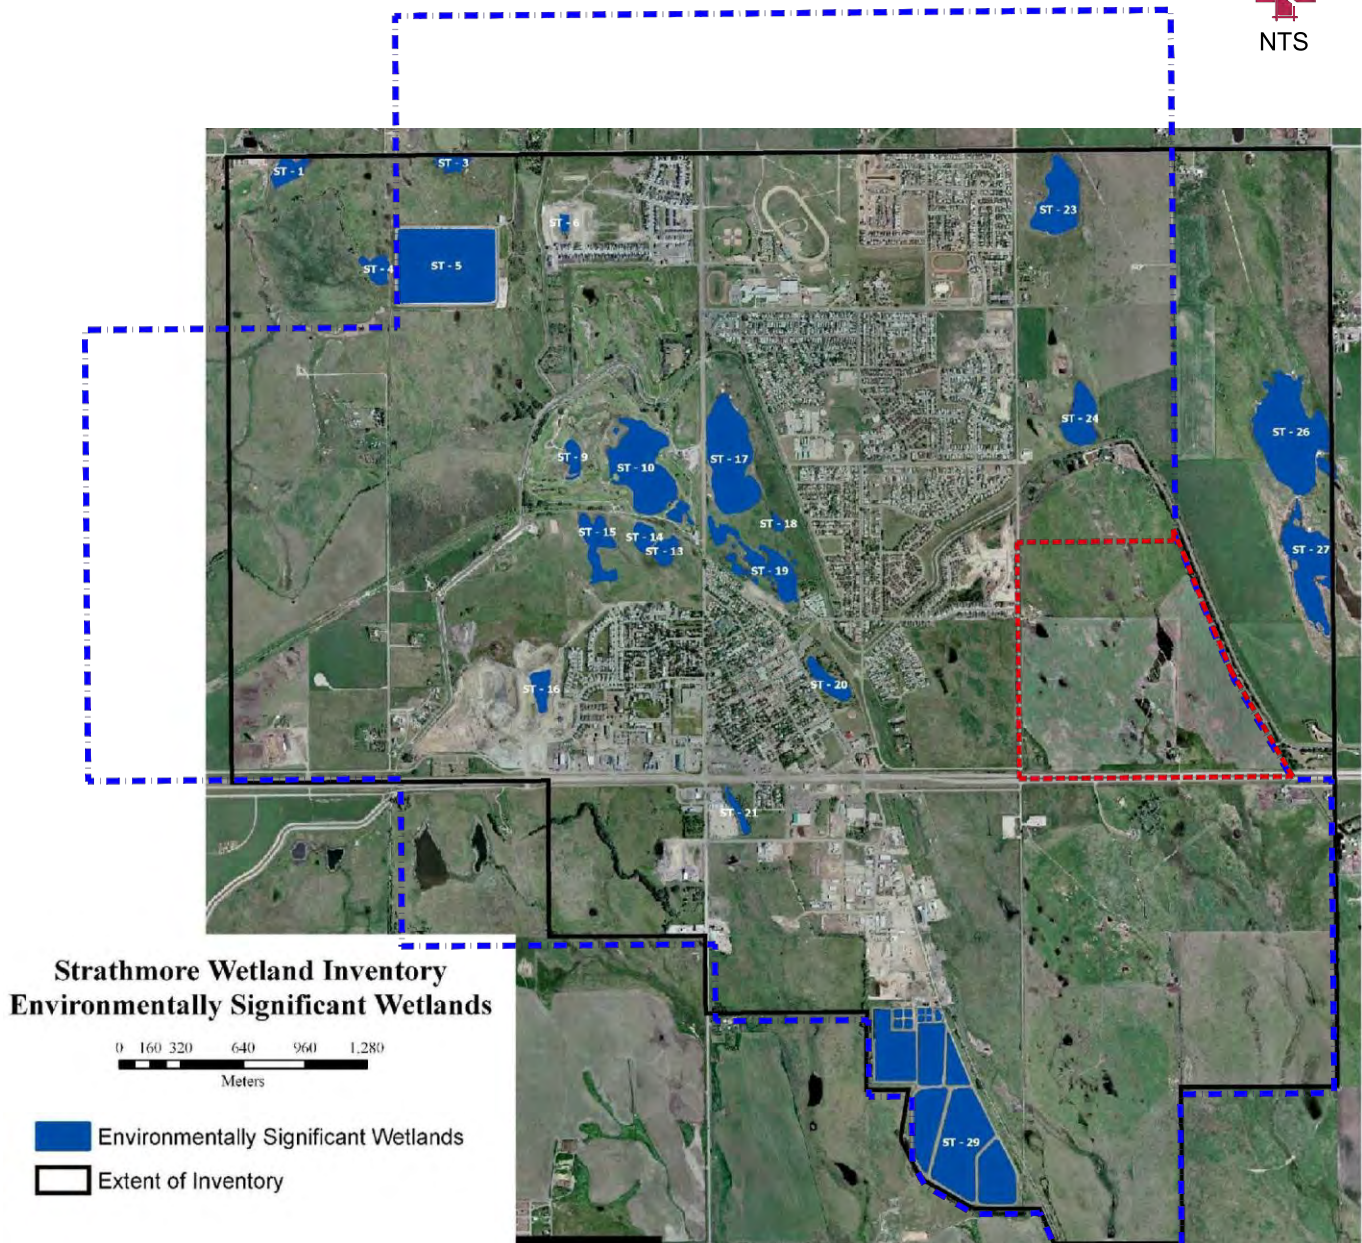 NTS
ST - 1
ST - 3
ST - 6
ST - 23
ST - 4
ST - 5
ST - 24
ST - 26
ST - 9
ST - 10
ST - 17
ST - 18
ST - 15
ST - 14
ST - 13
ST - 27
ST - 19
ST - 16
ST - 20
ST - 21
Strathmore Wetland Inventory
Environmentally Significant Wetlands
0 160 320 640 960 1,280
Meters
Environmentally Significant Wetlands
Extent of Inventory
ST - 29